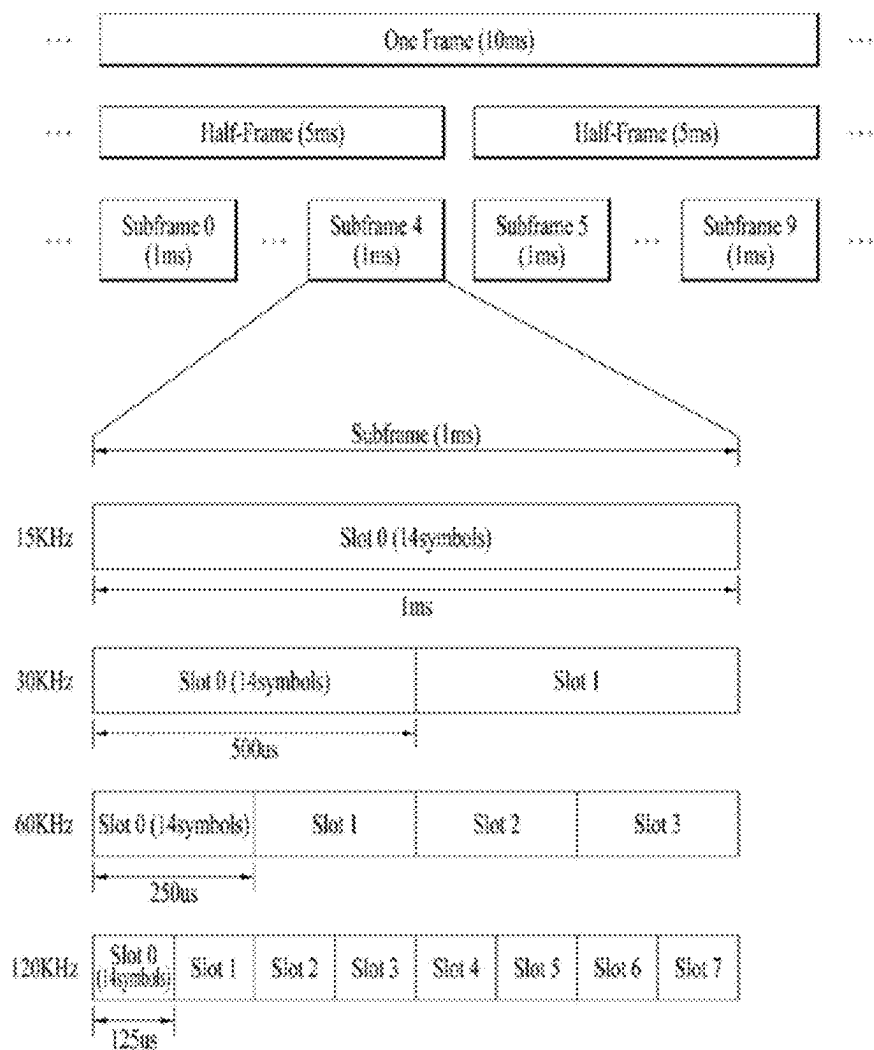 ... One Frame (10ms) ...
... Half-Frame (5ms) Half-Frame (5ms) ...
... Subframe 0 (1ms) ... Subframe 4 (1ms) Subframe 5 (1ms) ... Subframe 9 (1ms) ...
Subframe (1ms)
15KHz Slot 0 (14symbols)
1ms
30KHz Slot 0 (14symbols) Slot 1
500us
60KHz Slot 0 (14symbols) Slot 1 Slot 2 Slot 3
250us
120KHz Slot 0 (14symbols) Slot 1 Slot 2 Slot 3 Slot 4 Slot 5 Slot 6 Slot 7
125us